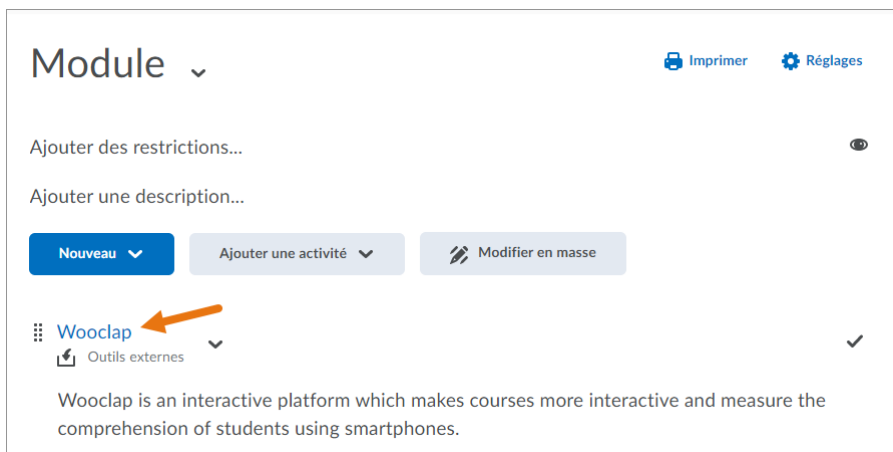 Module
Imprimer
Réglages
Ajouter des restrictions...
Ajouter une description...
Nouveau
Ajouter une activité
Modifier en masse
Wooclap
Outils externes
Wooclap is an interactive platform which makes courses more interactive and measure the
comprehension of students using smartphones.